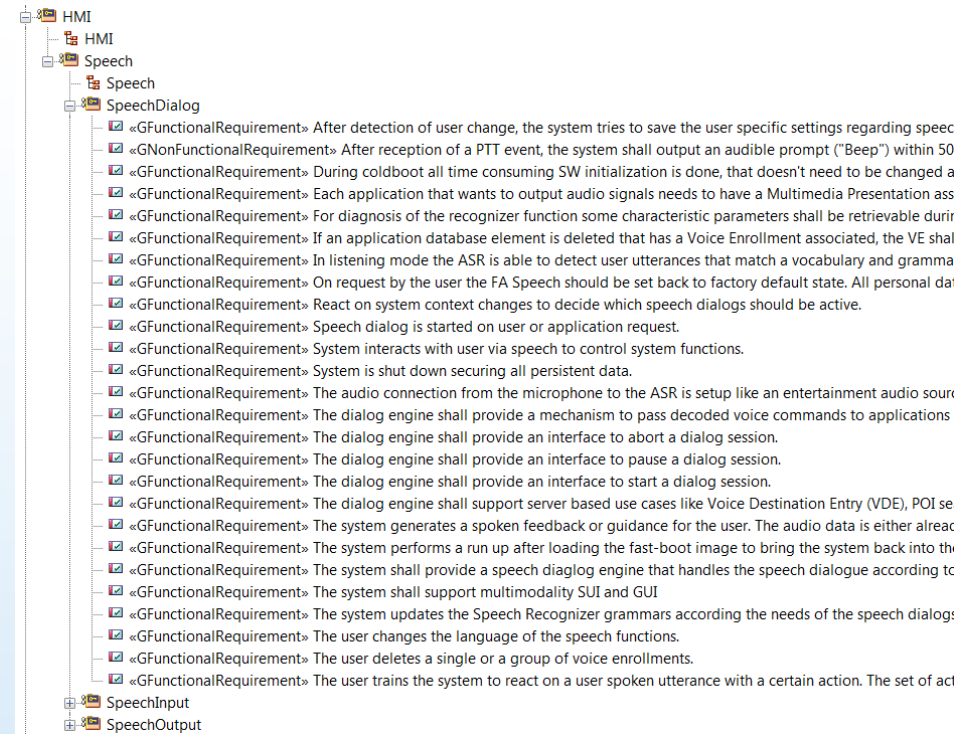 HMI
HMI
Speech
Speech
SpeechDialog
«GFunctionalRequirement» After detection of user change, the system tries to save the user specific settings regarding speec
«GNonFunctionalRequirement» After reception of a PTT event, the system shall output an audible prompt ("Beep") within 50
«GFunctionalRequirement» During coldboot all time consuming SW initialization is done, that doesn't need to be changed a
«GFunctionalRequirement» Each application that wants to output audio signals needs to have a Multimedia Presentation ass
«GFunctionalRequirement» For diagnosis of the recognizer function some characteristic parameters shall be retrievable durin
«GFunctionalRequirement» If an application database element is deleted that has a Voice Enrollment associated, the VE shal
«GFunctionalRequirement» In listening mode the ASR is able to detect user utterances that match a vocabulary and gramma
«GFunctionalRequirement» On request by the user the FA Speech should be set back to factory default state. All personal dat
«GFunctionalRequirement» React on system context changes to decide which speech dialogs should be active.
«GFunctionalRequirement» Speech dialog is started on user or application request.
«GFunctionalRequirement» System interacts with user via speech to control system functions.
«GFunctionalRequirement» System is shut down securing all persistent data.
«GFunctionalRequirement» The audio connection from the microphone to the ASR is setup like an entertainment audio sourc
«GFunctionalRequirement» The dialog engine shall provide a mechanism to pass decoded voice commands to applications
«GFunctionalRequirement» The dialog engine shall provide an interface to abort a dialog session.
«GFunctionalRequirement» The dialog engine shall provide an interface to pause a dialog session.
«GFunctionalRequirement» The dialog engine shall provide an interface to start a dialog session.
«GFunctionalRequirement» The dialog engine shall support server based use cases like Voice Destination Entry (VDE), POI se
«GFunctionalRequirement» The system generates a spoken feedback or guidance for the user. The audio data is either alread
«GFunctionalRequirement» The system performs a run up after loading the fast-boot image to bring the system back into the
«GFunctionalRequirement» The system shall provide a speech diaglog engine that handles the speech dialogue according to
«GFunctionalRequirement» The system shall support multimodality SUI and GUI
«GFunctionalRequirement» The system updates the Speech Recognizer grammars according the needs of the speech dialogs
«GFunctionalRequirement» The user changes the language of the speech functions.
«GFunctionalRequirement» The user deletes a single or a group of voice enrollments.
«GFunctionalRequirement» The user trains the system to react on a user spoken utterance with a certain action. The set of act
SpeechInput
SpeechOutput